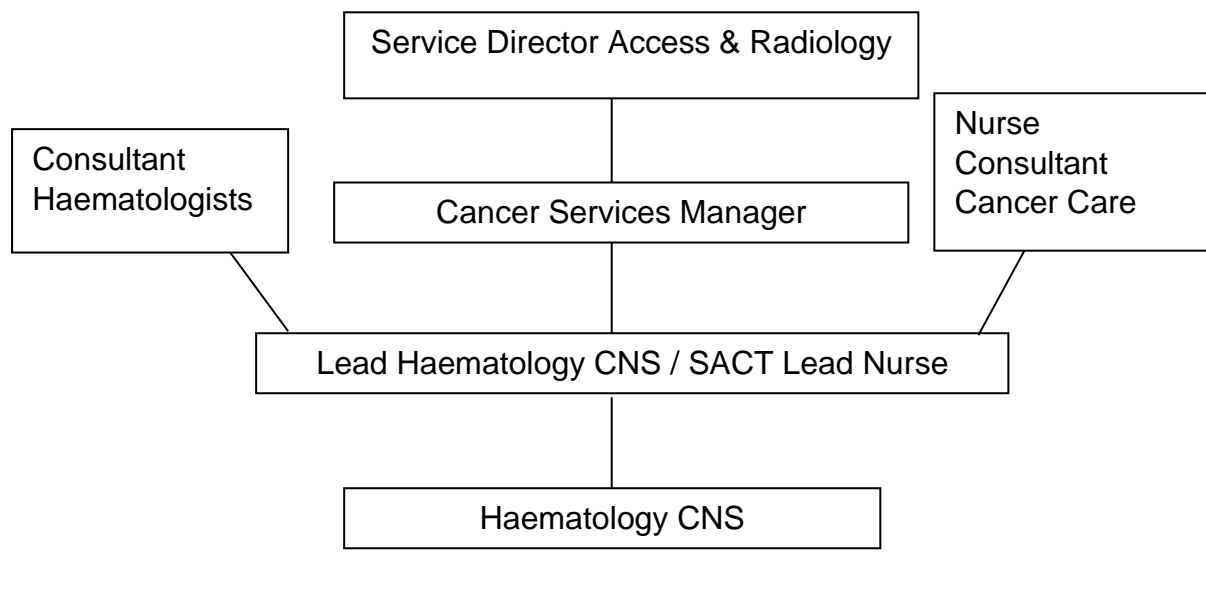 Service Director Access & Radiology
Consultant
Haematologists
Nurse
Consultant
Cancer Care
Cancer Services Manager
Lead Haematology CNS / SACT Lead Nurse
Haematology CNS